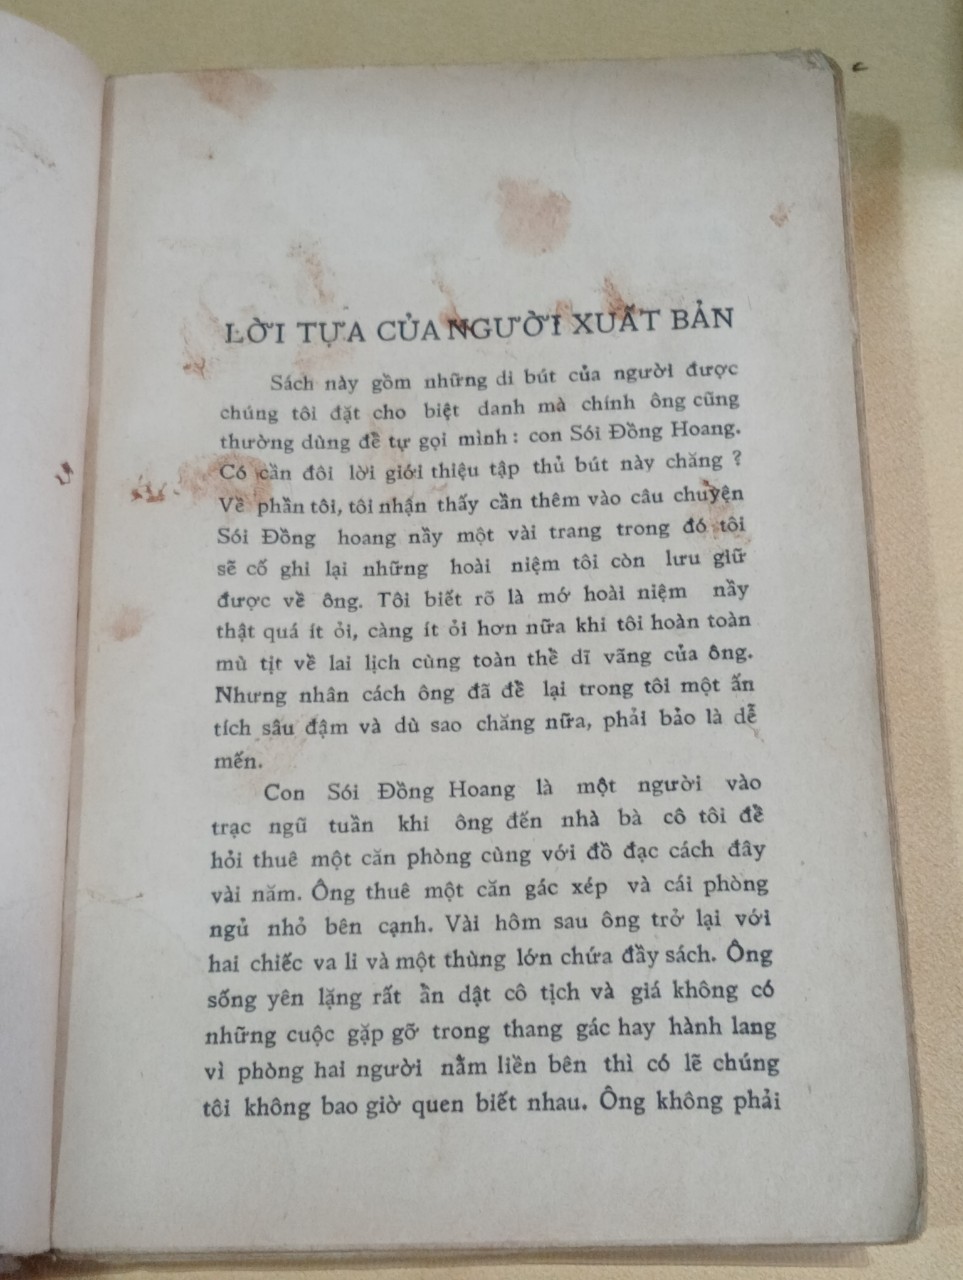 LỜI TỰA CỦA NGƯỜI XUẤT BẢN
Sách này gồm những di bút của người được
chúng tôi đặt cho biệt danh mà chính ông cũng
thường dùng để tự gọi mình : con Sói Đồng Hoang.
Có cần đôi lời giới thiệu tập thủ bút này chăng ?
Về phần tôi, tôi nhận thấy cần thêm vào câu chuyện
Sói Đồng hoang nầy một vài trang trong đó tôi
sẽ cố ghi lại những hoài niệm tôi còn lưu giữ
được về ông. Tôi biết rõ là mớ hoài niệm nầy
thật quá ít ỏi, càng ít ỏi hơn nữa khi tôi hoàn toàn
mù tịt về lai lịch cùng toàn thể dĩ vãng của ông.
Nhưng nhân cách ông đã để lại trong tôi một ấn
tích sâu đậm và dù sao chăng nữa, phải bảo là dễ
mến.
Con Sói Đồng Hoang là một người vào
trạc ngũ tuần khi ông đến nhà bà cô tôi để
hỏi thuê một căn phòng cùng với đồ đạc cách đây
vài năm. Ông thuê một căn gác xép và cái phòng
ngủ nhỏ bên cạnh. Vài hôm sau ông trở lại với
hai chiếc va li và một thùng lớn chứa đầy sách. Ông
sống yên lặng rất ẩn dật cô tịch và giá không có
những cuộc gặp gỡ trong thang gác hay hành lang
vì phòng hai người nằm liền bên thì có lẽ chúng
tôi không bao giờ quen biết nhau. Ông không phải